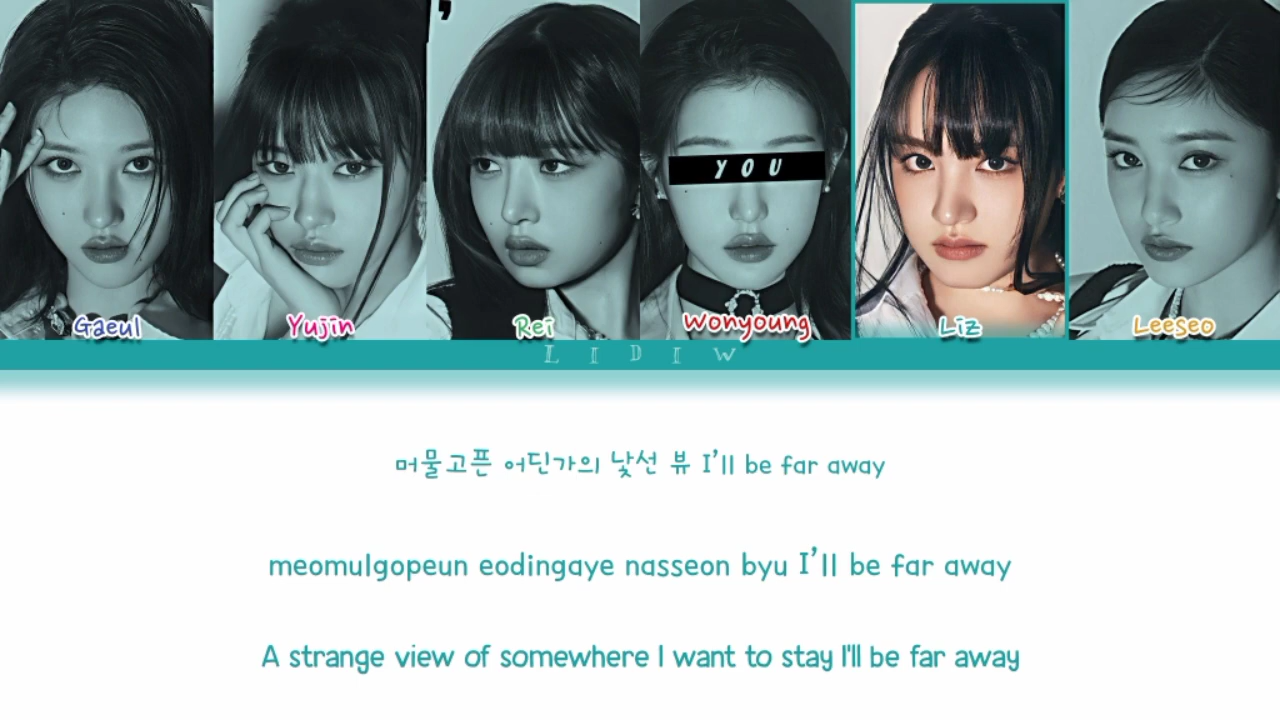 ,
YOU
Gaeul Yujin Rei Wonyoung Liz Leeseo
LIDIW
머물고픈 어딘가의 낯선 뷰 I'll be far away
meomulgopeun eodingaye nasseon byu I'll be far away
A strange view of somewhere I want to stay I'll be far away